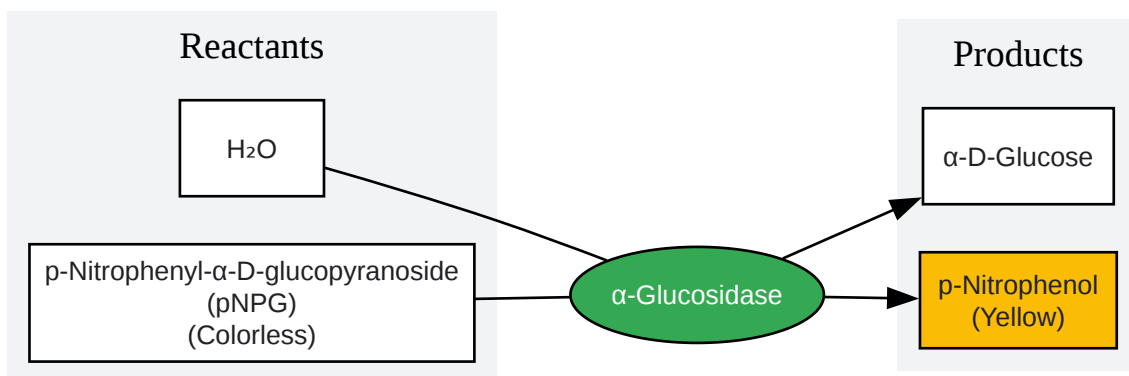 Reactants
H₂O
p-Nitrophenyl-α-D-glucopyranoside
(pNPG)
(Colorless)
α-Glucosidase
Products
α-D-Glucose
p-Nitrophenol
(Yellow)